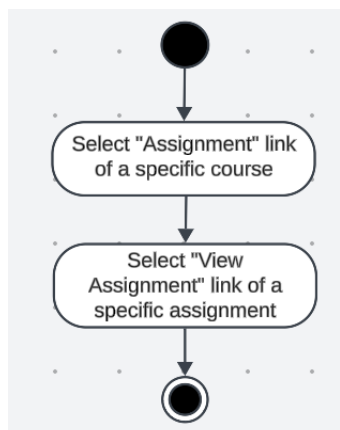 Select "Assignment" link
of a specific course
Select "View
Assignment" link of a
specific assignment